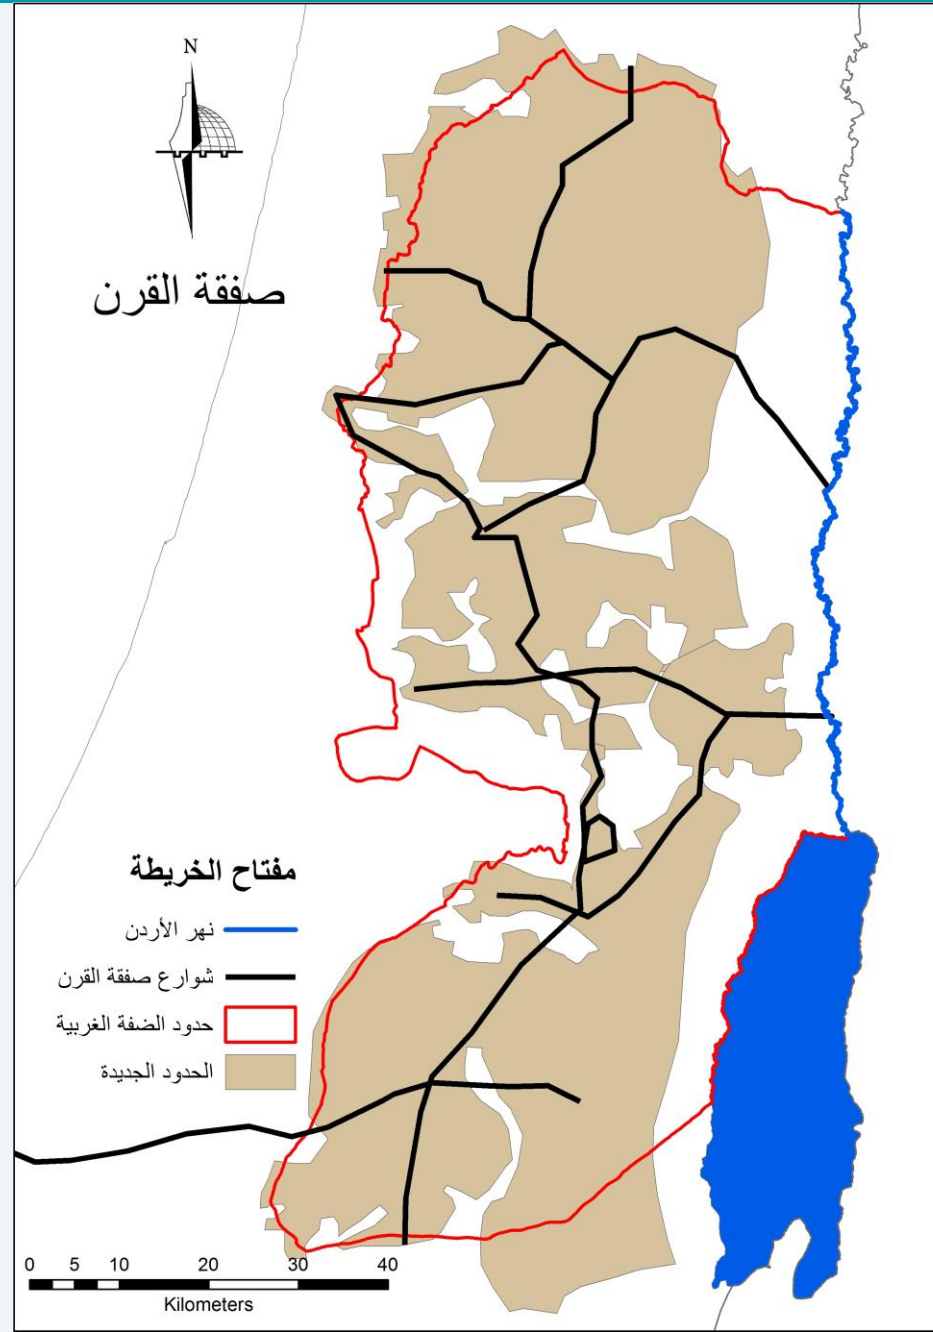 N
صفقة القرن
مفتاح الخريطة
نهر الأردن
شوارع صفقة القرن
حدود الضفة الغربية
الحدود الجديدة
0 5 10 20 30 40
Kilometers